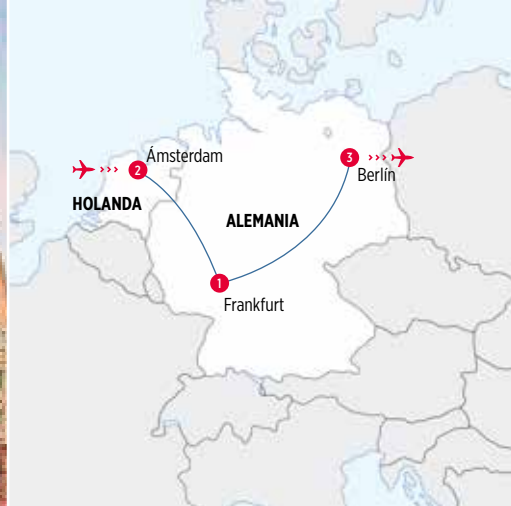 Ámsterdam
2
HOLANDA
3
Berlín
ALEMANIA
1
Frankfurt